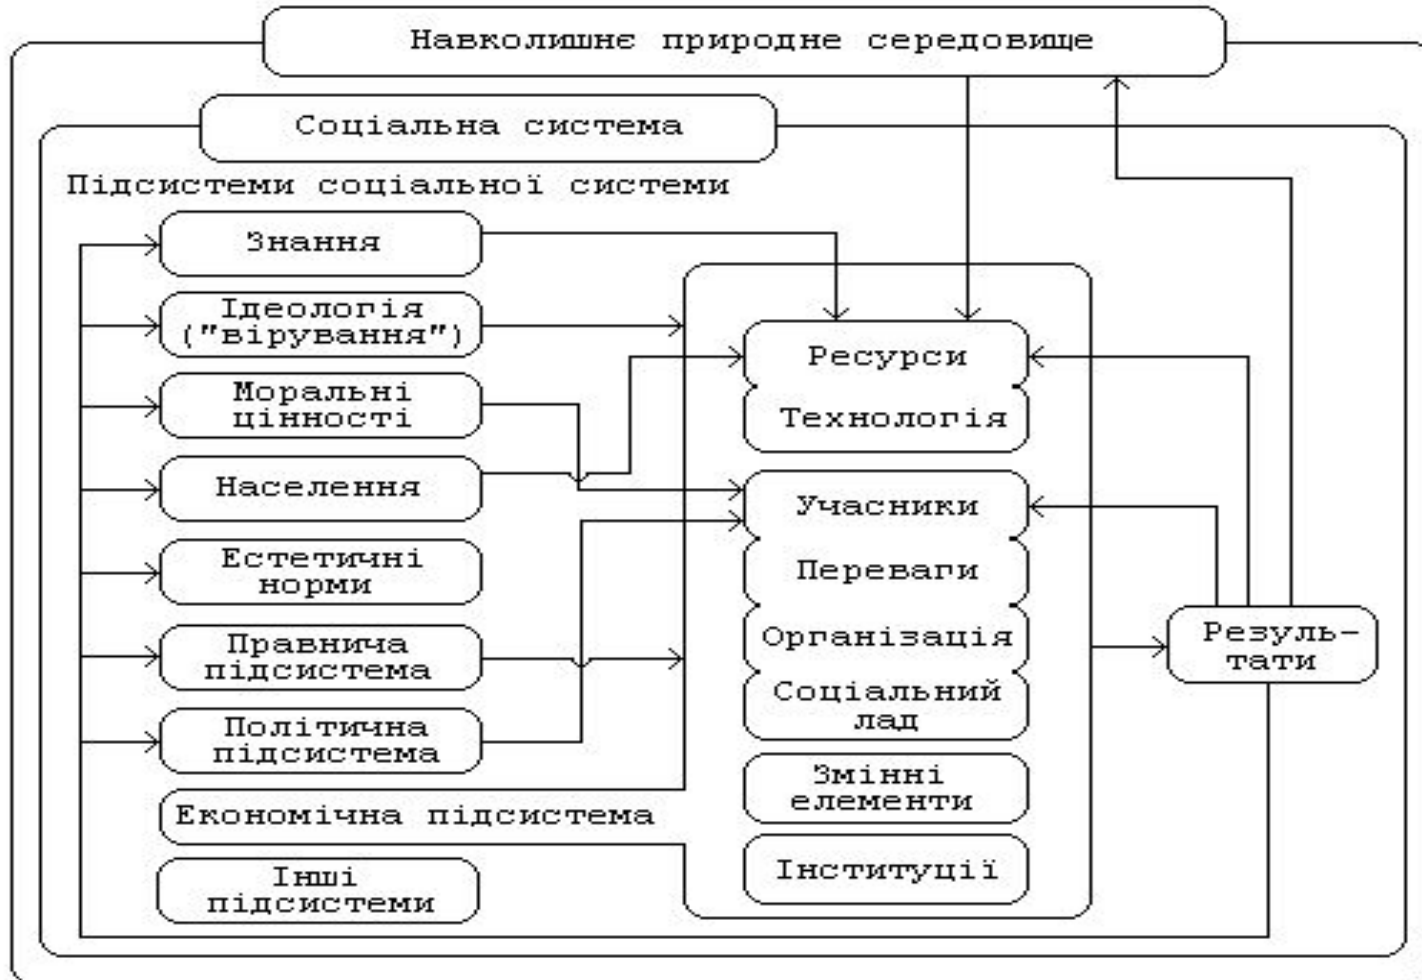 Навколишнє природне середовище
Соціальна система
Підсистеми соціальної системи
Знання
Ідеологія
("вірування")
Моральні
цінності
Населення
Естетичні
норми
Правнича
підсистема
Політична
підсистема
Економічна підсистема
Інші
підсистеми
Ресурси
Технологія
Учасники
Переваги
Організація
Соціальний
лад
Змінні
елементи
Інституції
Резуль-
тати